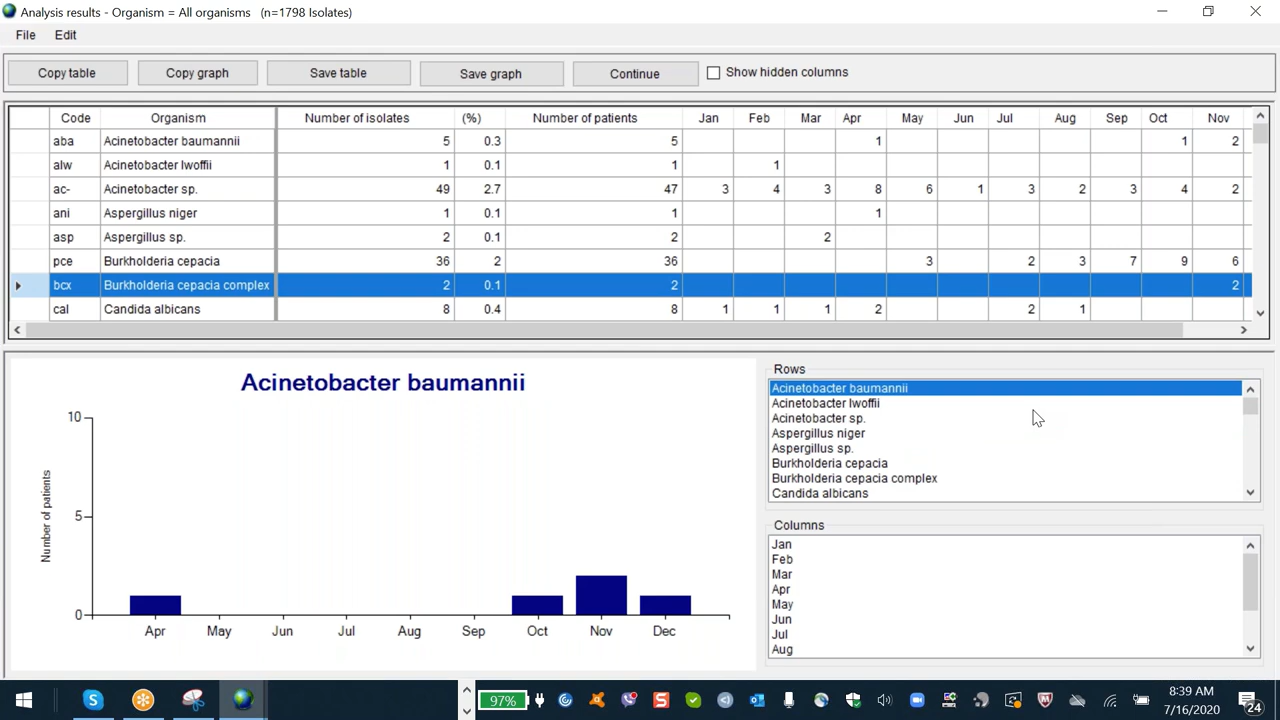 Analysis results - Organism = All organisms (n=1798 Isolates)
File Edit
Copy table Copy graph Save table Save graph Continue Show hidden columns
Code Organism Number of isolates (%) Number of patients Jan Feb Mar Apr May Jun Jul Aug Sep Oct Nov
aba Acinetobacter baumannii 5 0.3 5 1 1 2
alw Acinetobacter lwoffii 1 0.1 1 1
ac- Acinetobacter sp. 49 2.7 47 3 4 3 8 6 1 3 2 3 4 2
ani Aspergillus niger 1 0.1 1 1
asp Aspergillus sp. 2 0.1 2 2
pce Burkholderia cepacia 36 2 36 3 2 3 7 9 6
bcx Burkholderia cepacia complex 2 0.1 2 2
cal Candida albicans 8 0.4 8 1 1 1 2 2 1
Acinetobacter baumannii
Number of patients
10
5
0
Apr May Jun Jul Aug Sep Oct Nov Dec
Rows
Acinetobacter baumannii
Acinetobacter lwoffii
Acinetobacter sp.
Aspergillus niger
Aspergillus sp.
Burkholderia cepacia
Burkholderia cepacia complex
Candida albicans
Columns
Jan
Feb
Mar
Apr
May
Jun
Jul
Aug
97%
8:39 AM
7/16/2020
24